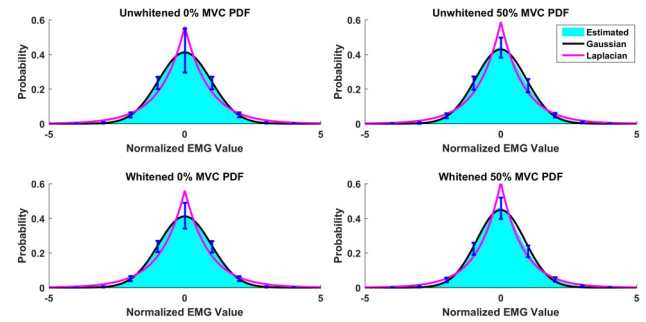 Unwhitened 0% MVC PDF
Probability
0.6
0.4
0.2
0
-5
0
5
Normalized EMG Value
Unwhitened 50% MVC PDF
Estimated
Gaussian
Laplacian
Probability
0.6
0.4
0.2
0
-5
0
5
Normalized EMG Value
Whitened 0% MVC PDF
Probability
0.6
0.4
0.2
0
-5
0
5
Normalized EMG Value
Whitened 50% MVC PDF
Probability
0.6
0.4
0.2
0
-5
0
5
Normalized EMG Value